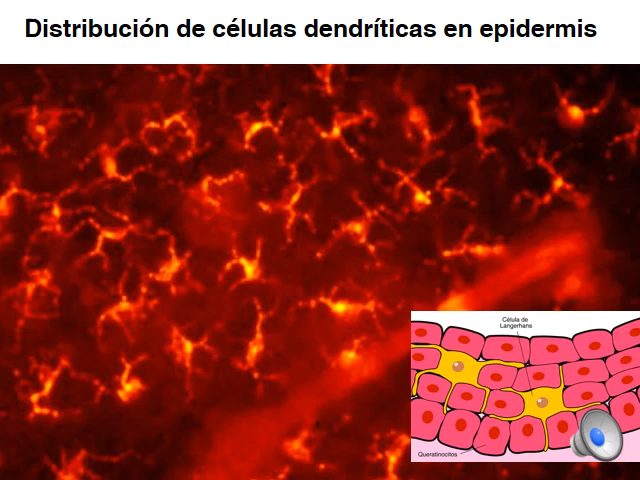 Distribución de células dendríticas en epidermis
Célula de
Langerhans
Queratinocitos